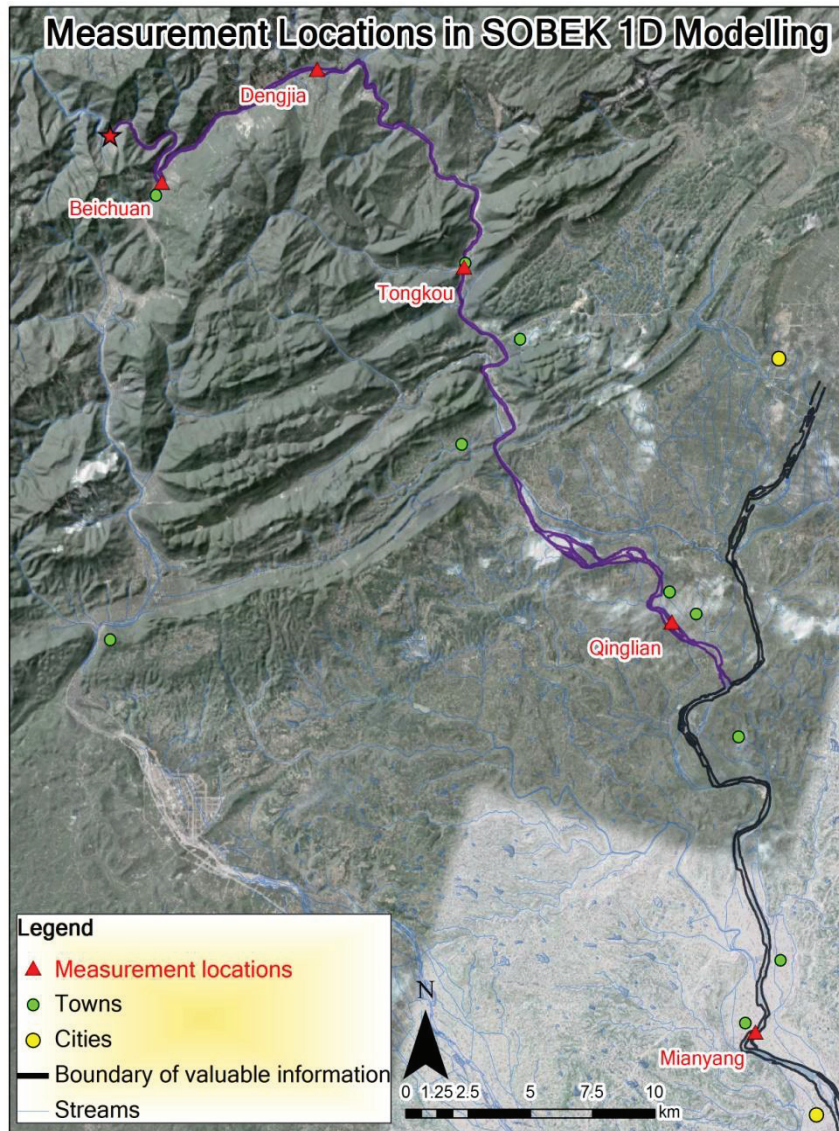 Measurement Locations in SOBEK 1D Modelling
Dengjia
Beichuan
Tongkou
Qinglian
Mianyang
Legend
Measurement locations
Towns
Cities
Boundary of valuable information
Streams
N
0 1.25 2.5 5 7.5 10
km